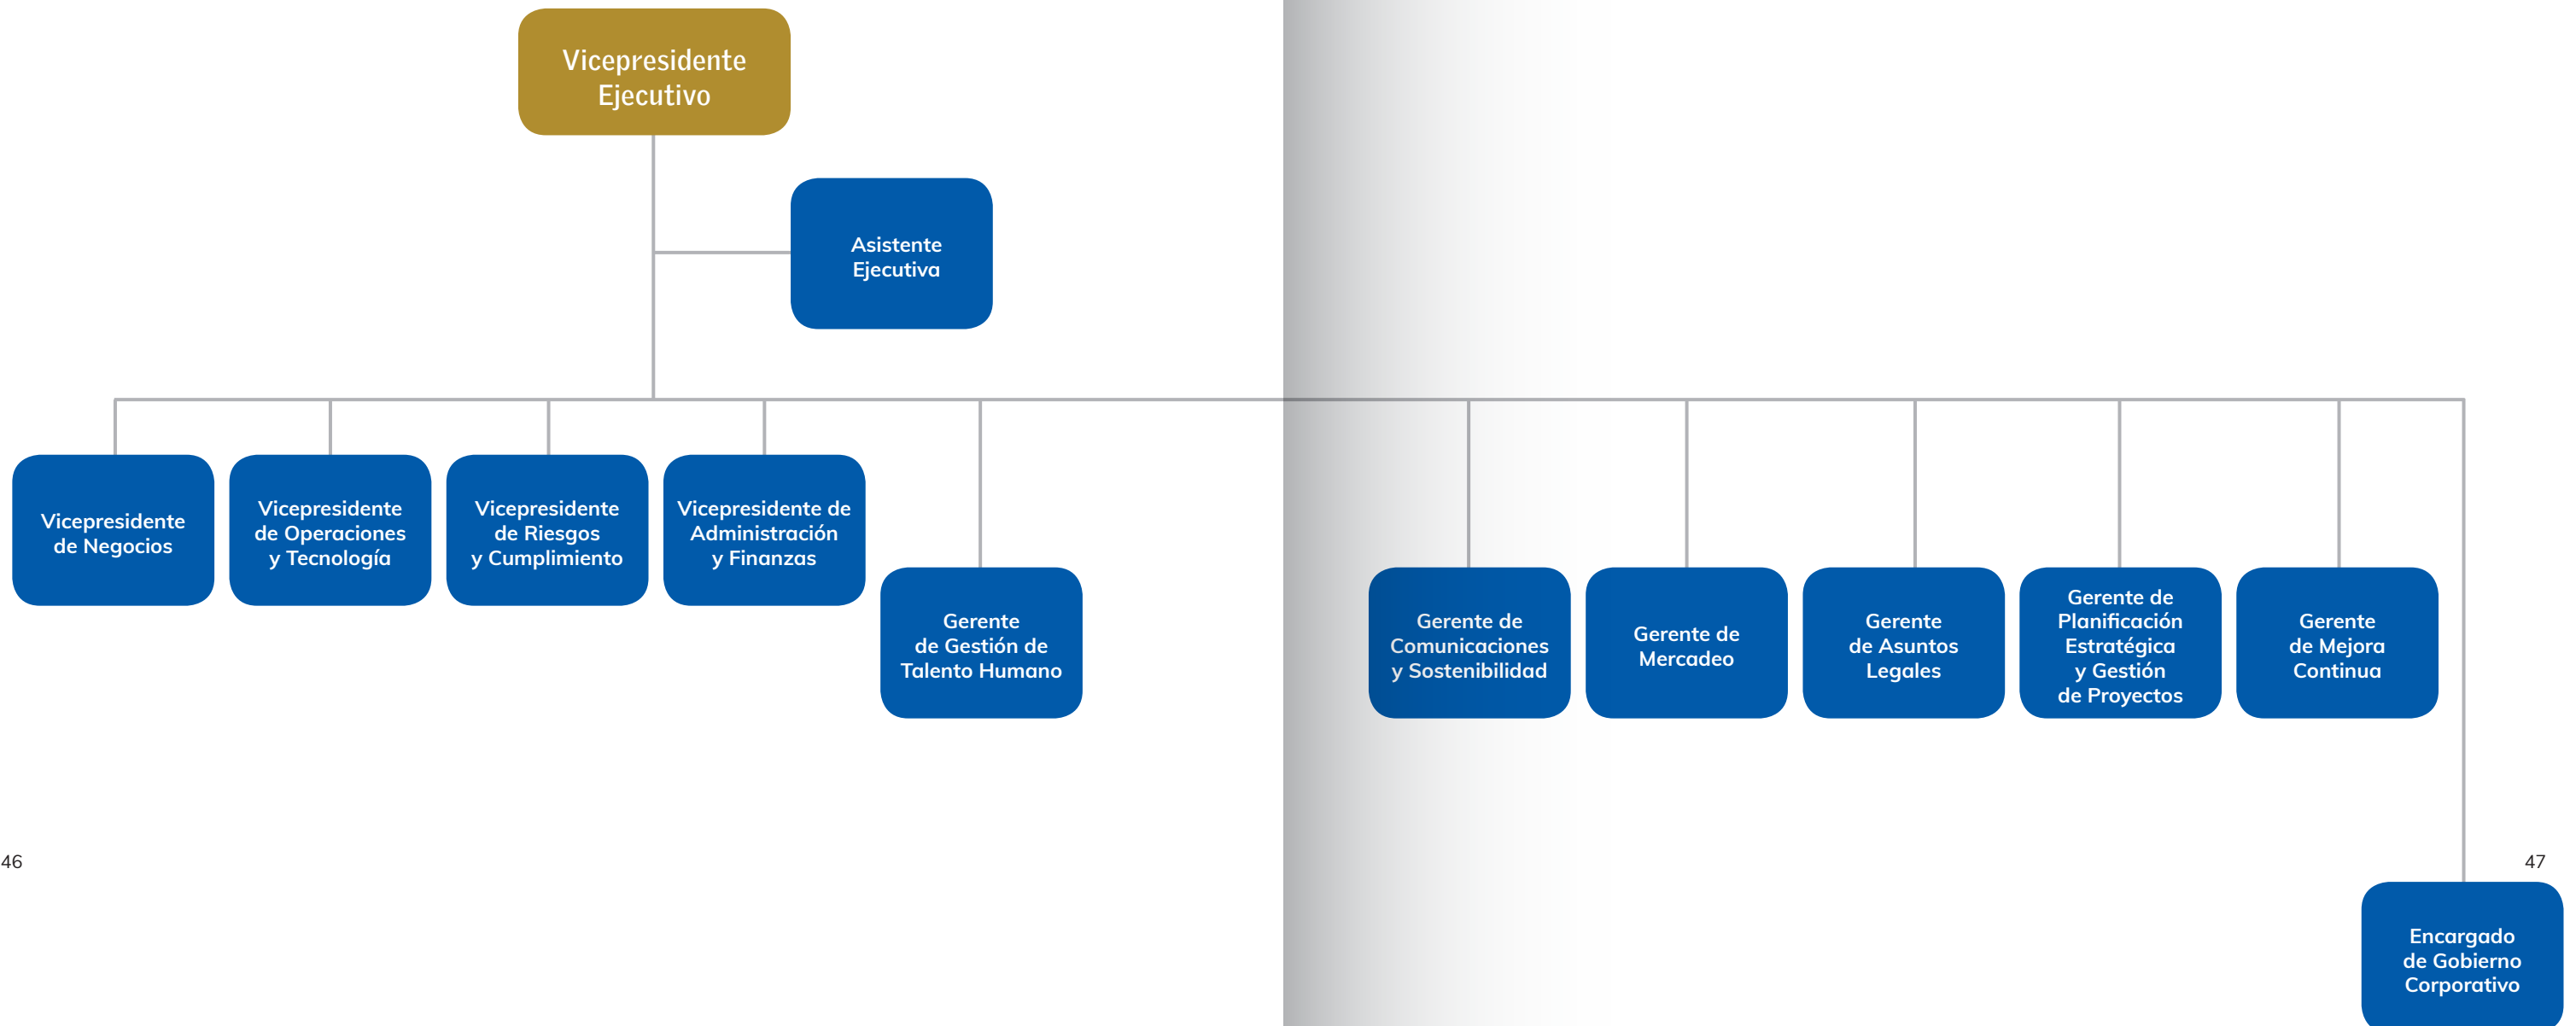 Vicepresidente
Ejecutivo
Asistente
Ejecutiva
Vicepresidente
de Negocios
Vicepresidente
de Operaciones
y Tecnología
Vicepresidente
de Riesgos
y Cumplimiento
Vicepresidente de
Administración
y Finanzas
Gerente
de Gestión de
Talento Humano
Gerente de
Comunicaciones
y Sostenibilidad
Gerente de
Mercadeo
Gerente
de Asuntos
Legales
Gerente de
Planificación
Estratégica
y Gestión
de Proyectos
Gerente
de Mejora
Continua
46
47
Encargado
de Gobierno
Corporativo